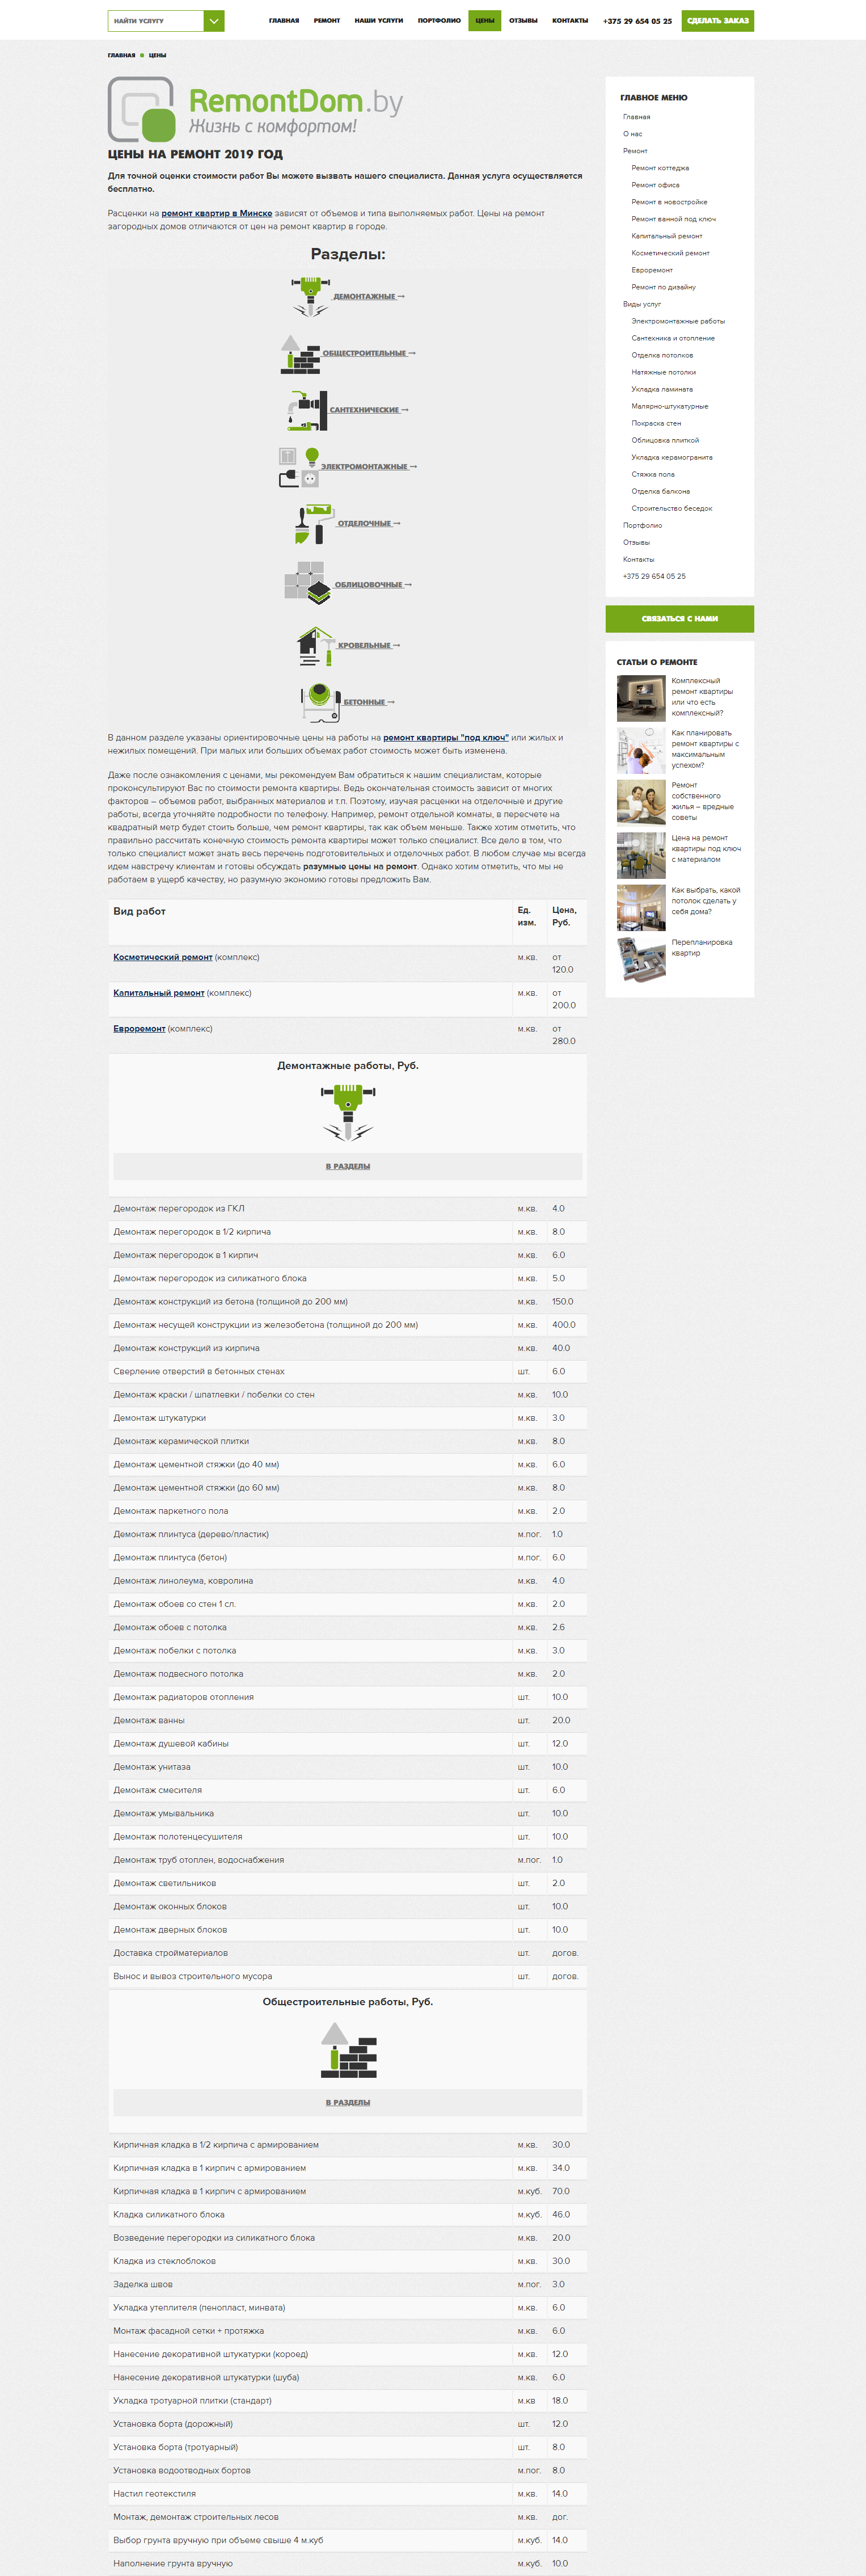 НАЙТИ УСЛУГУ
ГЛАВНАЯ
РЕМОНТ
НАШИ УСЛУГИ
ПОРТФОЛИО
ЦЕНЫ
ОТЗЫВЫ
КОНТАКТЫ
+375 29 654 05 25
СДЕЛАТЬ ЗАКАЗ
ГЛАВНАЯ
ЦЕНЫ
RemontDom.by
Жизнь с комфортом!
ЦЕНЫ НА РЕМОНТ 2019 ГОД
Для точной оценки стоимости работ Вы можете вызвать нашего специалиста. Данная услуга осуществляется
бесплатно.
Расценки на ремонт квартир в Минске зависят от объемов и типа выполняемых работ. Цены на ремонт
загородных домов отличаются от цен на ремонт квартир в городе.
Разделы:
ДЕМОНТАЖНЫЕ →
ОБЩЕСТРОИТЕЛЬНЫЕ →
САНТЕХНИЧЕСКИЕ →
ЭЛЕКТРОМОНТАЖНЫЕ →
ОТДЕЛОЧНЫЕ →
ОБЛИЦОВОЧНЫЕ →
КРОВЕЛЬНЫЕ →
БЕТОННЫЕ →
В данном разделе указаны ориентировочные цены на работы на ремонт квартиры "под ключ" или жилых и
нежилых помещений. При малых или больших объемах работ стоимость может быть изменена.
Даже после ознакомления с ценами, мы рекомендуем Вам обратиться к нашим специалистам, которые
проконсультируют Вас по стоимости ремонта квартиры. Ведь окончательная стоимость зависит от многих
факторов – объемов работ, выбранных материалов и т.п. Поэтому, изучая расценки на отделочные и другие
работы, всегда уточняйте подробности по телефону. Например, ремонт отдельной комнаты, в пересчете на
квадратный метр будет стоить больше, чем ремонт квартиры, так как объем меньше. Также хотим отметить, что
правильно рассчитать конечную стоимость ремонта квартиры может только специалист. Все дело в том, что
только специалист может знать весь перечень подготовительных и отделочных работ. В любом случае мы всегда
идем навстречу клиентам и готовы обсуждать разумные цены на ремонт. Однако хотим отметить, что мы не
работаем в ущерб качеству, но разумную экономию готовы предложить Вам.
Вид работ Ед. изм. Цена, Руб.
Косметический ремонт (комплекс) м.кв. от 120.0
Капитальный ремонт (комплекс) м.кв. от 200.0
Евроремонт (комплекс) м.кв. от 280.0
Демонтажные работы, Руб.
В РАЗДЕЛЫ
Демонтаж перегородок из ГКЛ м.кв. 4.0
Демонтаж перегородок в 1/2 кирпича м.кв. 8.0
Демонтаж перегородок в 1 кирпич м.кв. 6.0
Демонтаж перегородок из силикатного блока м.кв. 5.0
Демонтаж конструкций из бетона (толщиной до 200 мм) м.кв. 150.0
Демонтаж несущей конструкции из железобетона (толщиной до 200 мм) м.кв. 400.0
Демонтаж конструкций из кирпича м.кв. 40.0
Сверление отверстий в бетонных стенах шт. 6.0
Демонтаж краски / шпатлевки / побелки со стен м.кв. 10.0
Демонтаж штукатурки м.кв. 3.0
Демонтаж керамической плитки м.кв. 8.0
Демонтаж цементной стяжки (до 40 мм) м.кв. 6.0
Демонтаж цементной стяжки (до 60 мм) м.кв. 8.0
Демонтаж паркетного пола м.кв. 2.0
Демонтаж плинтуса (дерево/пластик) м.пог. 1.0
Демонтаж плинтуса (бетон) м.пог. 6.0
Демонтаж линолеума, ковролина м.кв. 4.0
Демонтаж обоев со стен 1 сл. м.кв. 2.0
Демонтаж обоев с потолка м.кв. 2.6
Демонтаж побелки с потолка м.кв. 3.0
Демонтаж подвесного потолка м.кв. 2.0
Демонтаж радиаторов отопления шт. 10.0
Демонтаж ванны шт. 20.0
Демонтаж душевой кабины шт. 12.0
Демонтаж унитаза шт. 10.0
Демонтаж смесителя шт. 6.0
Демонтаж умывальника шт. 10.0
Демонтаж полотенцесушителя шт. 10.0
Демонтаж труб отоплен, водоснабжения м.пог. 1.0
Демонтаж светильников шт. 2.0
Демонтаж оконных блоков шт. 10.0
Демонтаж дверных блоков шт. 10.0
Доставка стройматериалов шт. догов.
Вынос и вывоз строительного мусора шт. догов.
Общестроительные работы, Руб.
В РАЗДЕЛЫ
Кирпичная кладка в 1/2 кирпича с армированием м.кв. 30.0
Кирпичная кладка в 1 кирпич с армированием м.кв. 34.0
Кирпичная кладка в 1 кирпич с армированием м.куб. 70.0
Кладка силикатного блока м.куб. 46.0
Возведение перегородки из силикатного блока м.кв. 20.0
Кладка из стеклоблоков м.кв. 30.0
Заделка швов м.пог. 3.0
Укладка утеплителя (пенопласт, минвата) м.кв. 6.0
Монтаж фасадной сетки + протяжка м.кв. 6.0
Нанесение декоративной штукатурки (короед) м.кв. 12.0
Нанесение декоративной штукатурки (шуба) м.кв. 6.0
Укладка тротуарной плитки (стандарт) м.кв 18.0
Установка борта (дорожный) шт. 12.0
Установка борта (тротуарный) шт. 8.0
Установка водоотводных бортов м.пог. 8.0
Настил геотекстиля м.кв. 14.0
Монтаж, демонтаж строительных лесов м.кв. дог.
Выбор грунта вручную при объеме свыше 4 м.куб м.куб. 14.0
Наполнение грунта вручную м.куб. 10.0
ГЛАВНОЕ МЕНЮ
Главная
О нас
Ремонт
Ремонт коттеджа
Ремонт офиса
Ремонт в новостройке
Ремонт ванной под ключ
Капитальный ремонт
Косметический ремонт
Евроремонт
Ремонт по дизайну
Виды услуг
Электромонтажные работы
Сантехника и отопление
Отделка потолков
Натяжные потолки
Укладка ламината
Малярно-штукатурные
Покраска стен
Облицовка плиткой
Укладка керамогранита
Стяжка пола
Отделка балкона
Строительство беседок
Портфолио
Отзывы
Контакты
+375 29 654 05 25
СВЯЗАТЬСЯ С НАМИ
СТАТЬИ О РЕМОНТЕ
Комплексный
ремонт квартиры
или что есть
комплексный?
Как планировать
ремонт квартиры с
максимальным
успехом?
Ремонт
собственного
жилья – вредные
советы
Цена на ремонт
квартиры под ключ
с материалом
Как выбрать, какой
потолок сделать у
себя дома?
Перепланировка
квартир